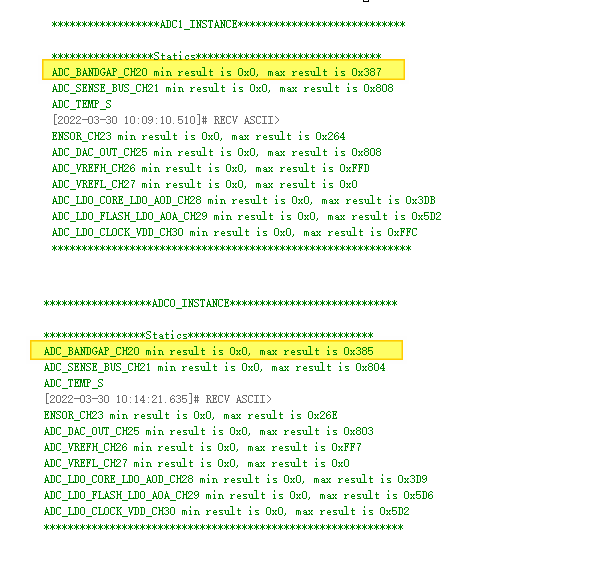 ******************ADC1_INSTANCE****************************
*****************Statics*******************************
ADC_BANDGAP_CH20 min result is 0x0, max result is 0x387
ADC_SENSE_BUS_CH21 min result is 0x0, max result is 0x808
ADC_TEMP_S
[2022-03-30 10:09:10.510]# RECV ASCII>
ENSOR_CH23 min result is 0x0, max result is 0x264
ADC_DAC_OUT_CH25 min result is 0x0, max result is 0x808
ADC_VREFH_CH26 min result is 0x0, max result is 0xFFD
ADC_VREFL_CH27 min result is 0x0, max result is 0x0
ADC_LDO_CORE_LDO_AOD_CH28 min result is 0x0, max result is 0x3DB
ADC_LDO_FLASH_LDO_AOA_CH29 min result is 0x0, max result is 0x5D2
ADC_LDO_CLOCK_VDD_CH30 min result is 0x0, max result is 0xFFC
************************************************************
******************ADC0_INSTANCE****************************
*****************Statics*******************************
ADC_BANDGAP_CH20 min result is 0x0, max result is 0x385
ADC_SENSE_BUS_CH21 min result is 0x0, max result is 0x804
ADC_TEMP_S
[2022-03-30 10:14:21.635]# RECV ASCII>
ENSOR_CH23 min result is 0x0, max result is 0x26E
ADC_DAC_OUT_CH25 min result is 0x0, max result is 0x803
ADC_VREFH_CH26 min result is 0x0, max result is 0xFF7
ADC_VREFL_CH27 min result is 0x0, max result is 0x0
ADC_LDO_CORE_LDO_AOD_CH28 min result is 0x0, max result is 0x3D9
ADC_LDO_FLASH_LDO_AOA_CH29 min result is 0x0, max result is 0x5D6
ADC_LDO_CLOCK_VDD_CH30 min result is 0x0, max result is 0x5D2
************************************************************